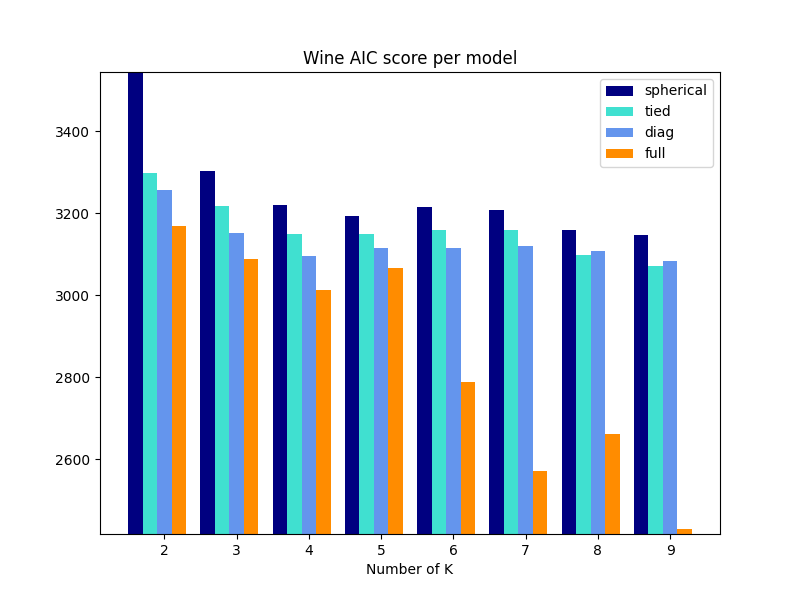 Wine AIC score per model
spherical
tied
diag
full
3400
3200
3000
2800
2600
2 3 4 5 6 7 8 9
Number of K